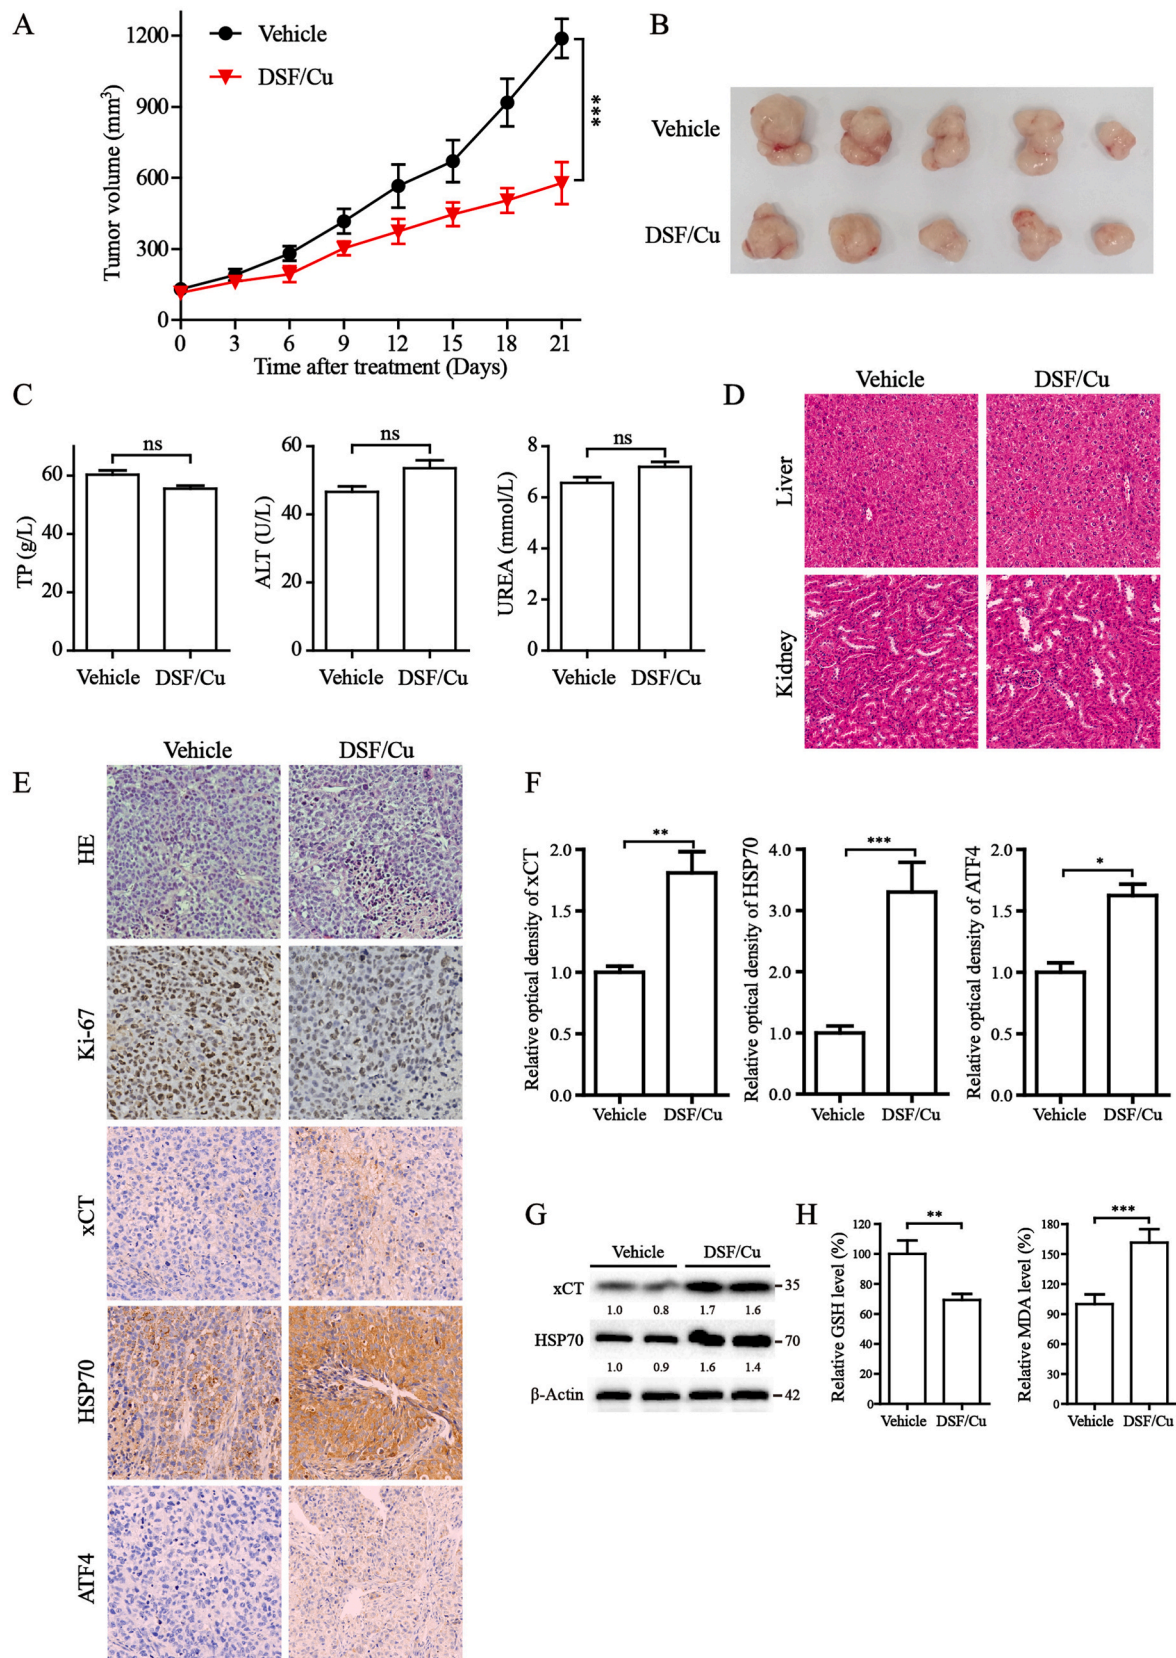 A
Tumor volume (mm³)
1200
900
600
300
0
Vehicle
DSF/Cu
***
0 3 6 9 12 15 18 21
Time after treatment (Days)
B
Vehicle
DSF/Cu
C
TP (g/L)
60
40
20
0
ns
Vehicle DSF/Cu
ALT (U/L)
60
40
20
0
ns
Vehicle DSF/Cu
UREA (mmol/L)
8
6
4
2
0
ns
Vehicle DSF/Cu
D
Vehicle DSF/Cu
Liver
Kidney
E
Vehicle DSF/Cu
HE
Ki-67
xCT
HSP70
ATF4
F
Relative optical density of xCT
2.0
1.5
1.0
0.5
0.0
**
Vehicle DSF/Cu
Relative optical density of HSP70
4.0
3.0
2.0
1.0
0.0
***
Vehicle DSF/Cu
Relative optical density of ATF4
2.0
1.5
1.0
0.5
0.0
*
Vehicle DSF/Cu
G
Vehicle DSF/Cu
xCT 35
1.0 0.8 1.7 1.6
HSP70 70
1.0 0.9 1.6 1.4
β-Actin 42
H
Relative GSH level (%)
120
100
80
60
40
20
0
**
Vehicle DSF/Cu
Relative MDA level (%)
180
150
120
90
60
30
0
***
Vehicle DSF/Cu